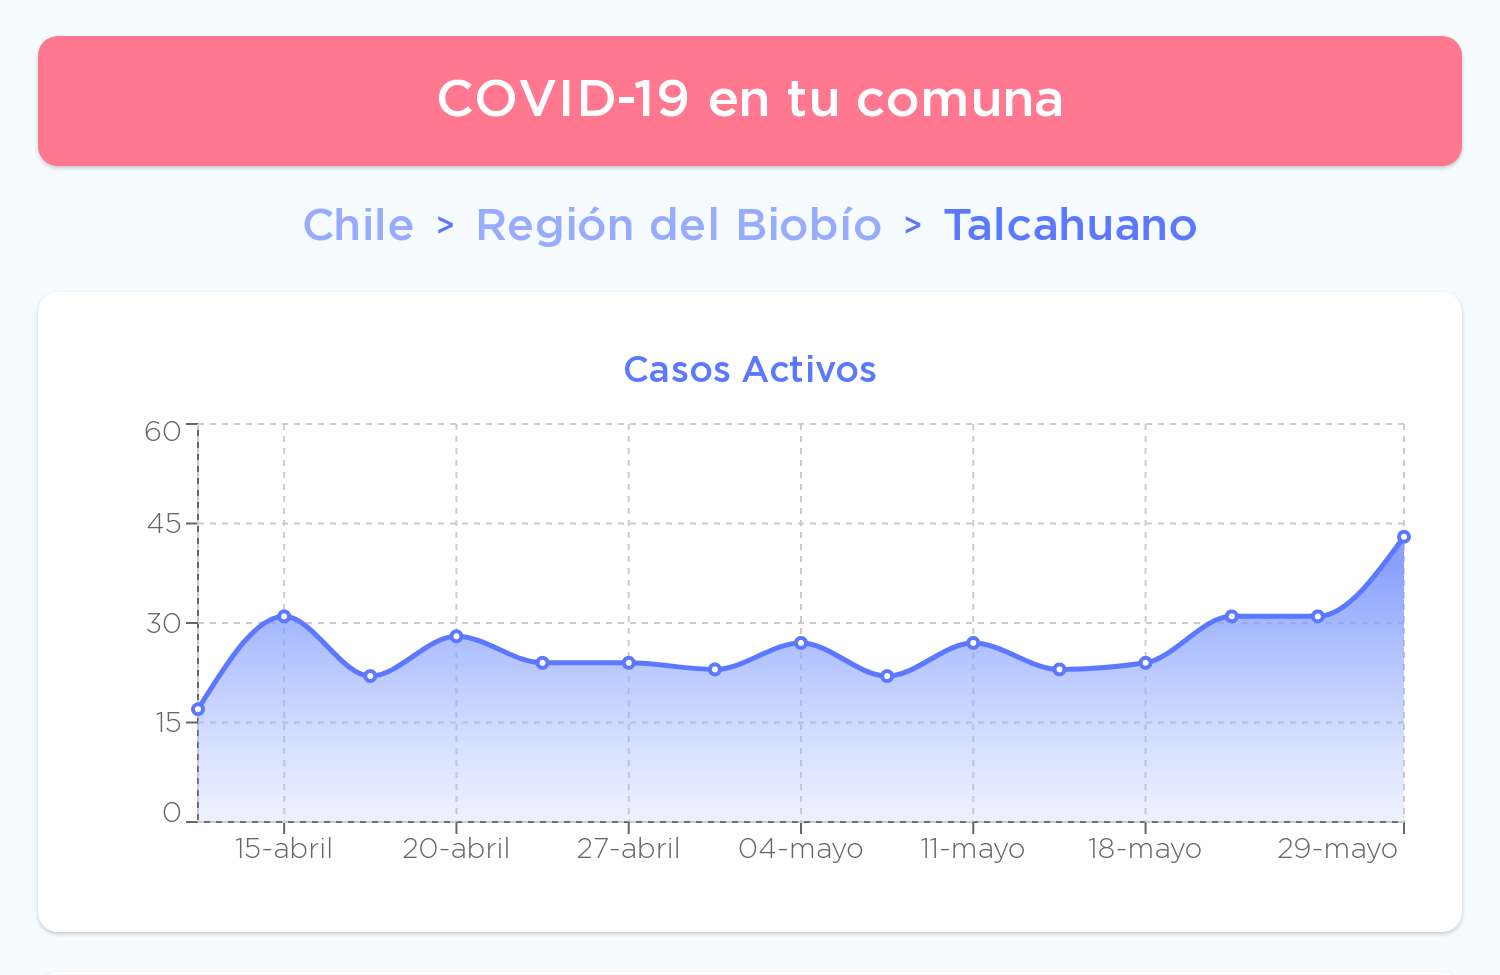 COVID-19 en tu comuna
Chile > Región del Biobío > Talcahuano
Casos Activos
60
45
30
15
0
15-abril 20-abril 27-abril 04-mayo 11-mayo 18-mayo 29-mayo